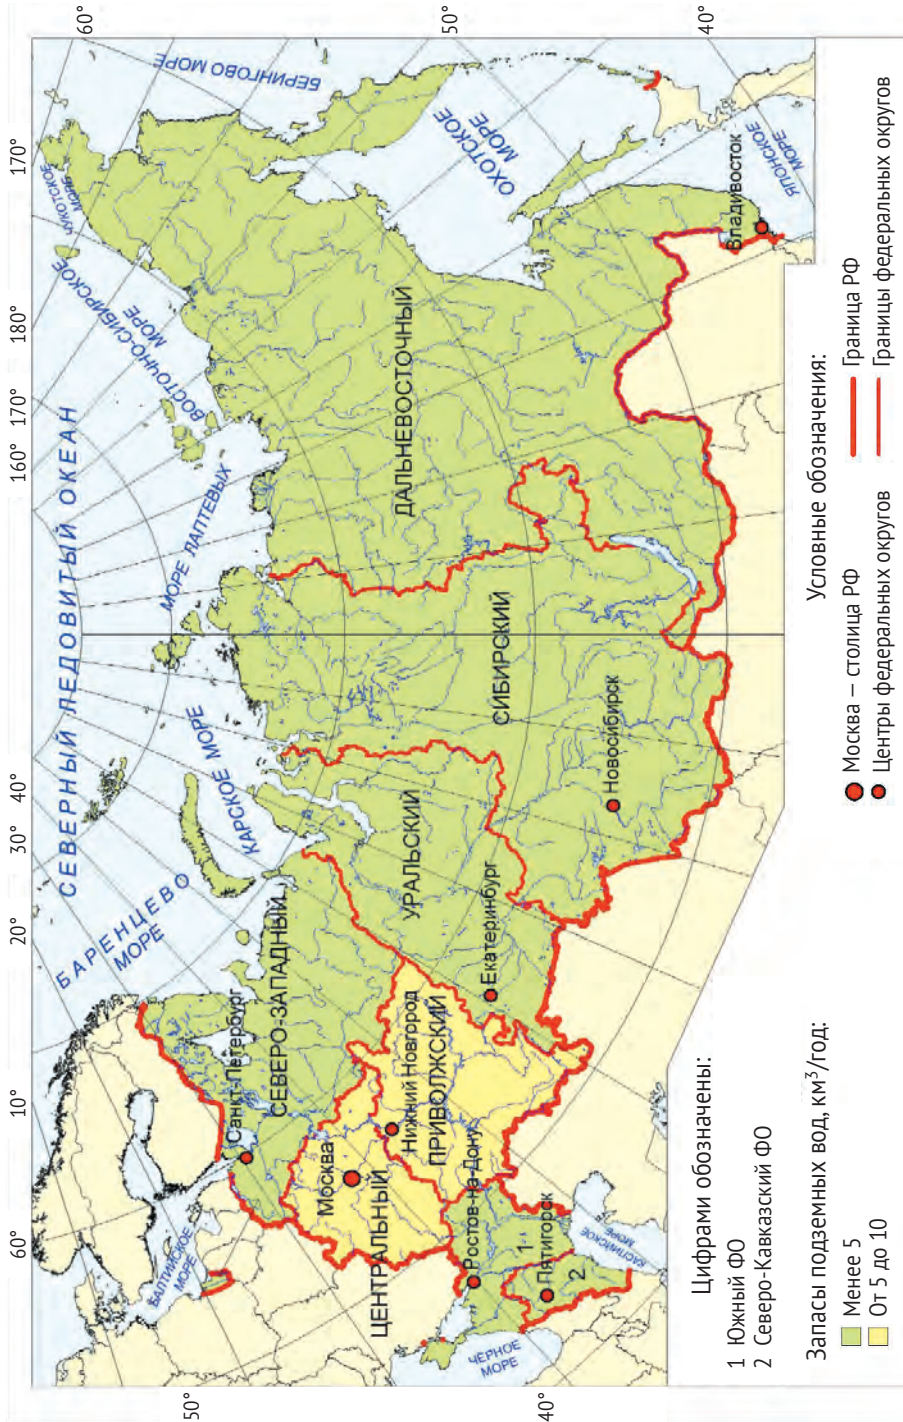 60°
170°
180°
170°
160°
40°
30°
20°
10°
60°
50°
40°
50°
40°
СЕВЕРНЫЙ ЛЕДОВИТЫЙ ОКЕАН
БАРЕНЦЕВО
МОРЕ
КАРСКОЕ МОРЕ
МОРЕ ЛАПТЕВЫХ
ВОСТОЧНО-СИБИРСКОЕ
МОРЕ
ЧУКОТСКОЕ
МОРЕ
БЕРИНГОВО МОРЕ
ОХОТСКОЕ
МОРЕ
ЯПОНСКОЕ
МОРЕ
БАЛТИЙСКОЕ
МОРЕ
ЧЁРНОЕ
МОРЕ
КАСПИЙСКОЕ
МОРЕ
Санкт-Петербург
СЕВЕРО-ЗАПАДНЫЙ
Москва
ЦЕНТРАЛЬНЫЙ
Нижний Новгород
ПРИВОЛЖСКИЙ
Ростов-на-Дону
1
Пятигорск
2
УРАЛЬСКИЙ
Екатеринбург
СИБИРСКИЙ
Новосибирск
ДАЛЬНЕВОСТОЧНЫЙ
Владивосток
Цифрами обозначены:
1 Южный ФО
2 Северо-Кавказский ФО
Запасы подземных вод, км³/год:
Менее 5
От 5 до 10
Условные обозначения:
Москва – столица РФ
Центры федеральных округов
Граница РФ
Границы федеральных округов